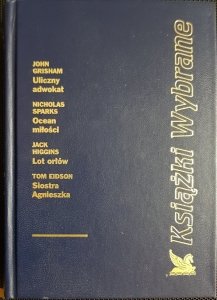 JOHN
GRISHAM
Uliczny
adwokat
NICHOLAS
SPARKS
Ocean
miłości
JACK
HIGGINS
Lot orłów
TOM EIDSON
Siostra
Agnieszka
Książki Wybrane